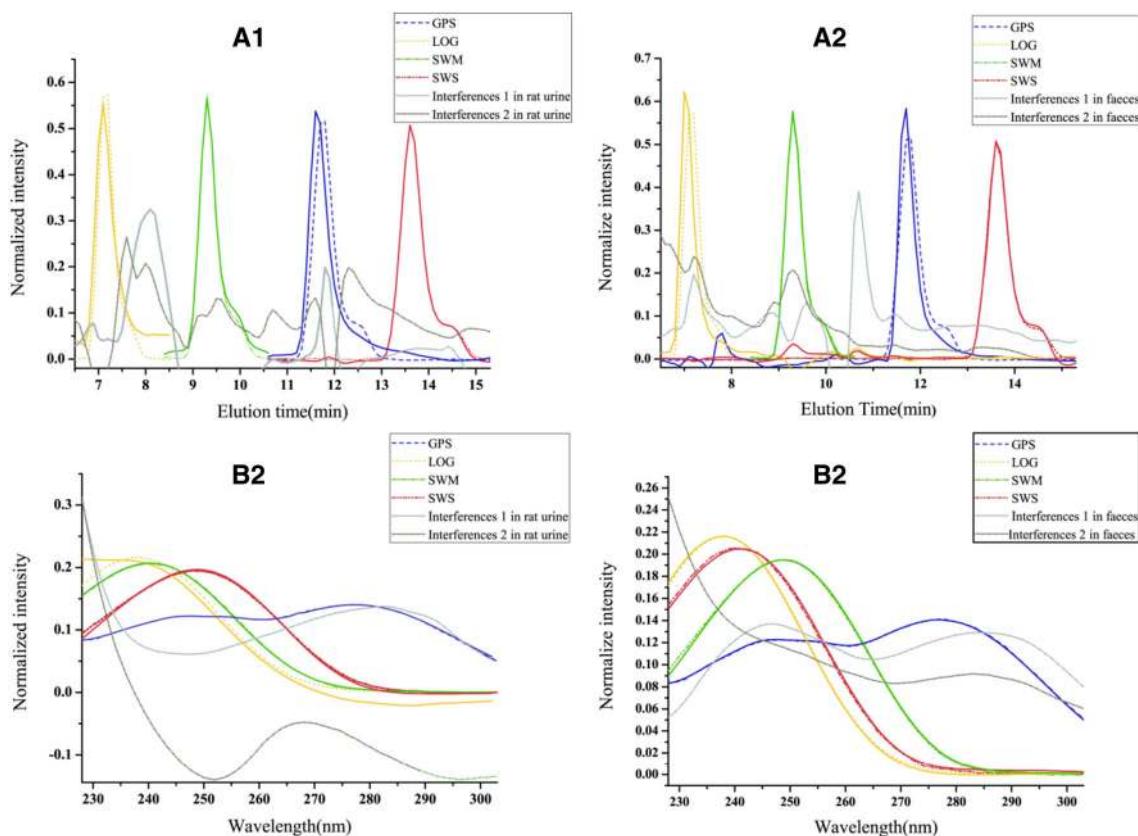 A1
GPS
LOG
SWM
SWS
Interferences 1 in rat urine
Interferences 2 in rat urine
Normalized intensity
0.6
0.5
0.4
0.3
0.2
0.1
0.0
7 8 9 10 11 12 13 14 15
Elution time(min)
A2
GPS
LOG
SWM
SWS
Interferences 1 in faeces
Interferences 2 in faeces
Normalize intensity
0.7
0.6
0.5
0.4
0.3
0.2
0.1
0.0
8 10 12 14
Elution Time(min)
B2
GPS
LOG
SWM
SWS
Interferences 1 in rat urine
Interferences 2 in rat urine
Normalized intensity
0.3
0.2
0.1
0.0
-0.1
230 240 250 260 270 280 290 300
Wavelength(nm)
B2
GPS
LOG
SWM
SWS
Interferences 1 in faeces
Interferences 2 in faeces
Normalize intensity
0.26
0.24
0.22
0.20
0.18
0.16
0.14
0.12
0.10
0.08
0.06
0.04
0.02
0.00
230 240 250 260 270 280 290 300
Wavelength(nm)